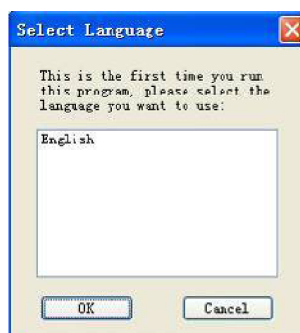 Select Language
This is the first time you run
this program, please select the
language you want to use:
English
OK
Cancel